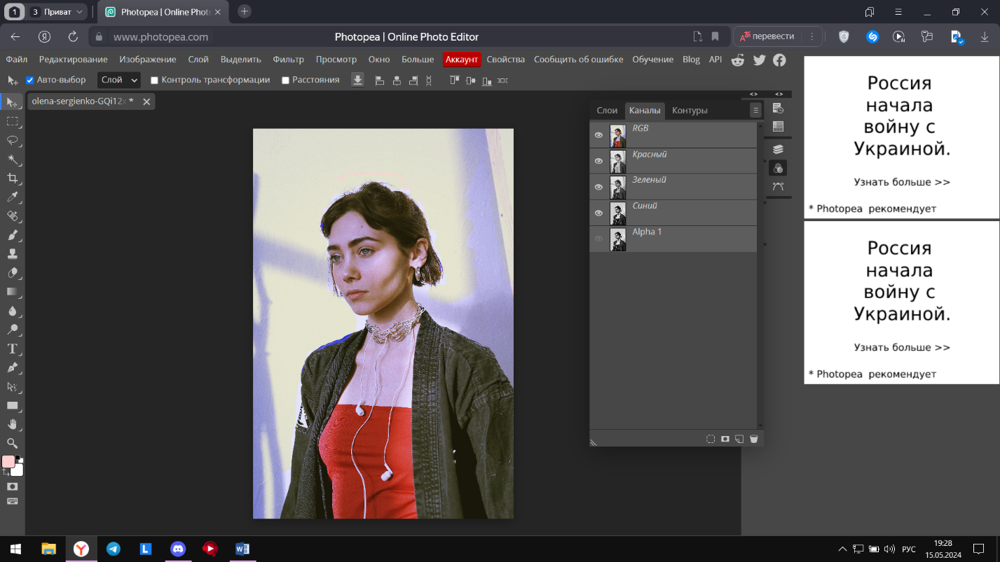 1
3 Приват
Photopea | Online Photo
www.photopea.com
Photopea | Online Photo Editor
перевести
Файл Редактирование Изображение Слой Выделить Фильтр Просмотр Окно Больше Аккаунт Свойства Сообщить об ошибке Обучение Blog API
Авто-выбор Слой Контроль трансформации Расстояния
olena-sergienko-GQi12x *
Слои Каналы Контуры
RGB
Красный
Зеленый
Синий
Alpha 1
Россия
начала
войну с
Украиной.
Узнать больше >>
* Photopea рекомендует
Россия
начала
войну с
Украиной.
Узнать больше >>
* Photopea рекомендует
РУС
19:28
15.05.2024